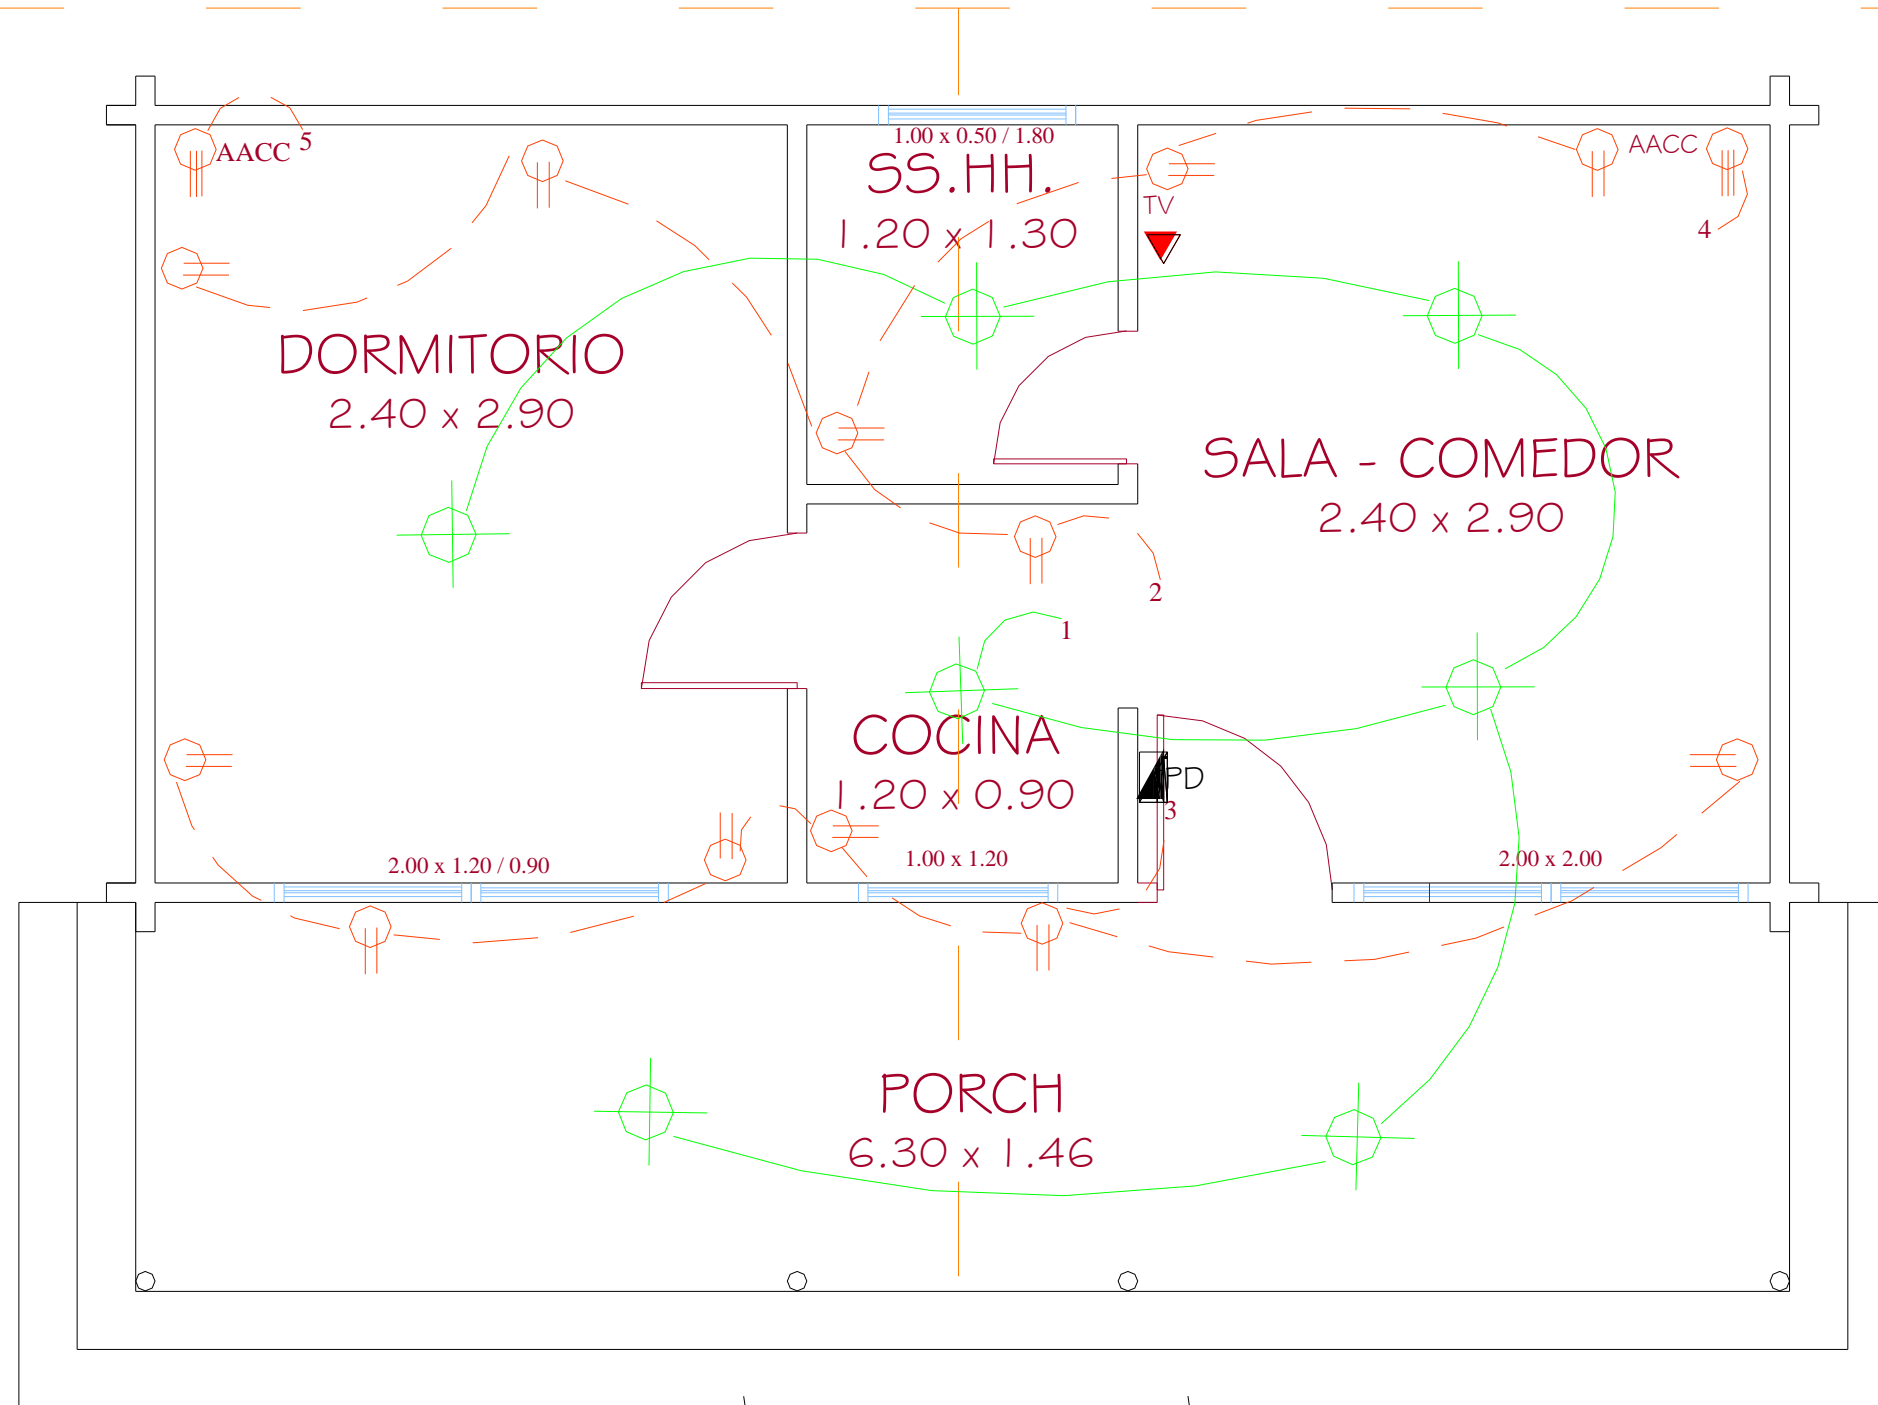 AACC 5
1.00 x 0.50 / 1.80
SS.HH.
1.20 x 1.30
TV
AACC
4
DORMITORIO
2.40 x 2.90
SALA - COMEDOR
2.40 x 2.90
2
1
COCINA
1.20 x 0.90
PD
3
2.00 x 1.20 / 0.90
1.00 x 1.20
2.00 x 2.00
PORCH
6.30 x 1.46